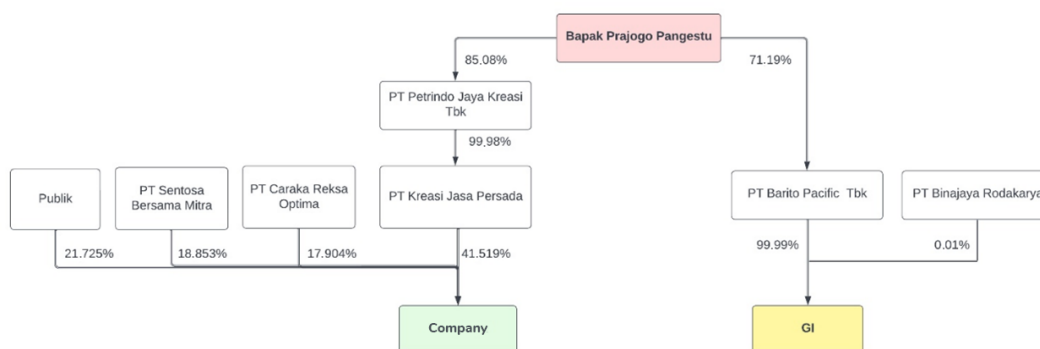 Bapak Prajogo Pangestu
85,08%
71.19%
PT Petrindo Jaya Kreasi
Tbk
99,98%
Publik
PT Sentosa
Bersama Mitra
PT Caraka Reksa
Optima
PT Kreasi Jasa Persada
PT Barito Pacific Tbk
PT Binajaya Rodakarya
21.725%
18.853%
17.904%
41.519%
99.99%
0.01%
Company
GI